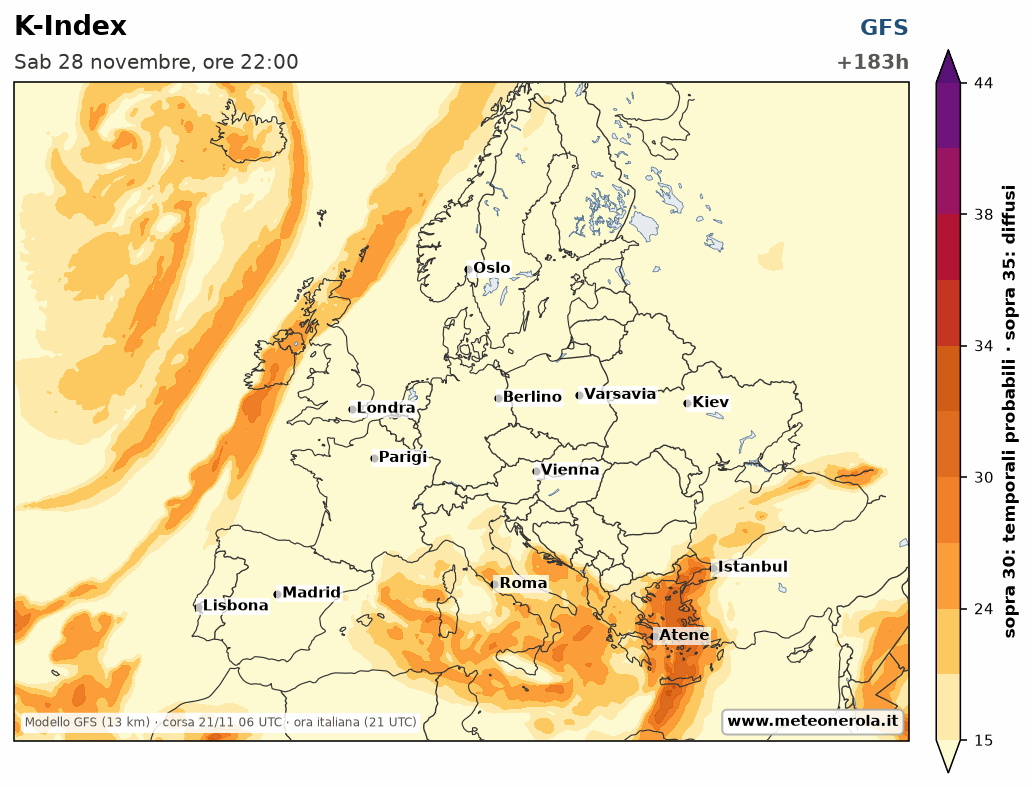 K-Index
GFS
Sab 28 novembre, ore 22:00
+183h
44
38
34
30
24
15
sopra 30: temporali probabili · sopra 35: diffusi
Oslo
Berlino
Varsavia
Kiev
Londra
Parigi
Vienna
Istanbul
Roma
Madrid
Lisbona
Atene
Modello GFS (13 km) · corsa 21/11 06 UTC · ora italiana (21 UTC)
www.meteonerola.it